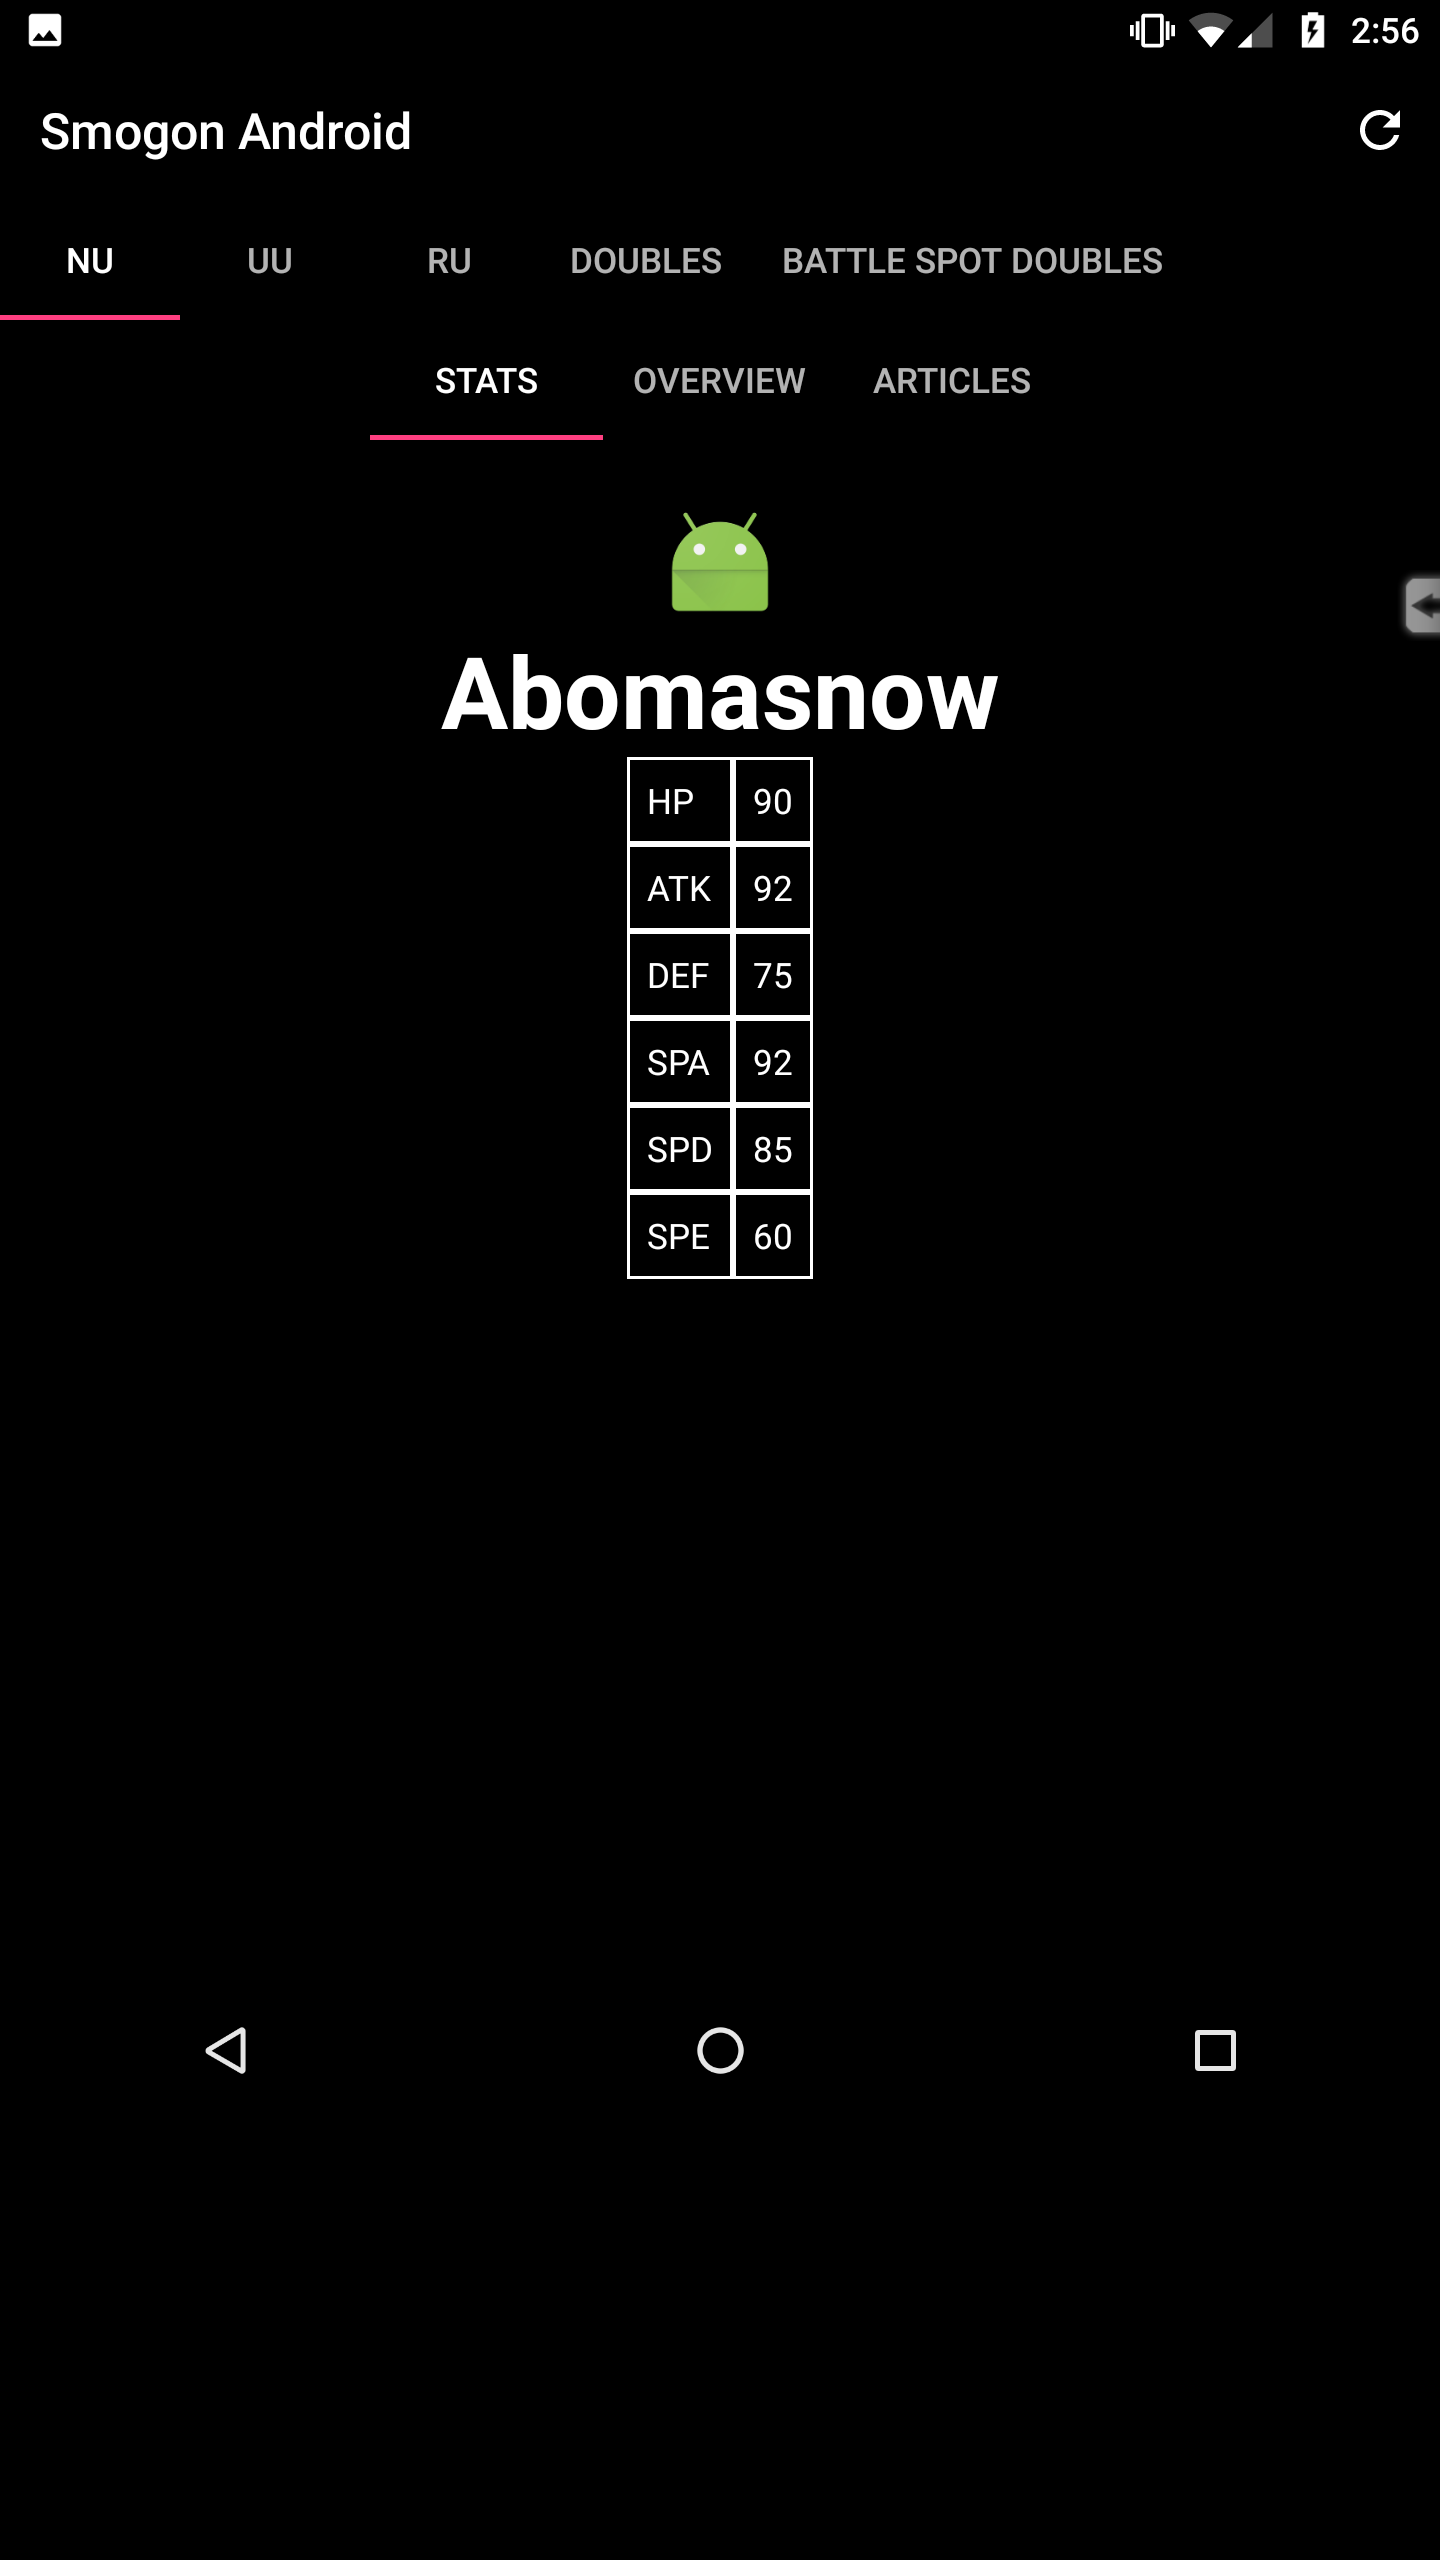 2:56
Smogon Android
NU UU RU DOUBLES BATTLE SPOT DOUBLES
STATS OVERVIEW ARTICLES
Abomasnow
HP 90
ATK 92
DEF 75
SPA 92
SPD 85
SPE 60